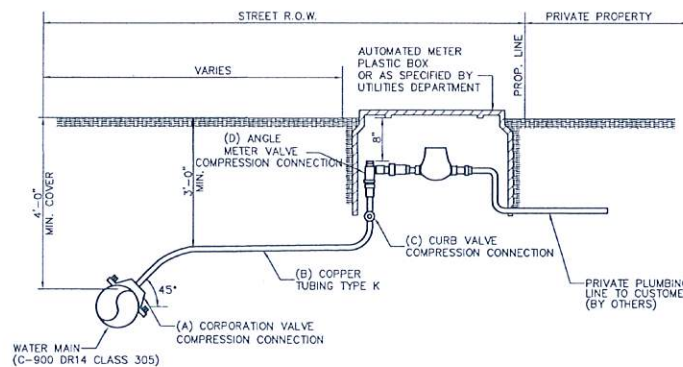 STREET R.O.W.
PRIVATE PROPERTY
VARIES
AUTOMATED METER
PLASTIC BOX
OR AS SPECIFIED BY
UTILITIES DEPARTMENT
PROP. LINE
4'-0"
MIN. COVER
3'-0"
MIN.
8"
(D) ANGLE
METER VALVE
COMPRESSION CONNECTION
(C) CURB VALVE
COMPRESSION CONNECTION
(B) COPPER
TUBING TYPE K
45°
(A) CORPORATION VALVE
COMPRESSION CONNECTION
WATER MAIN
(C-900 DR14 CLASS 305)
PRIVATE PLUMBING
LINE TO CUSTOMER
(BY OTHERS)